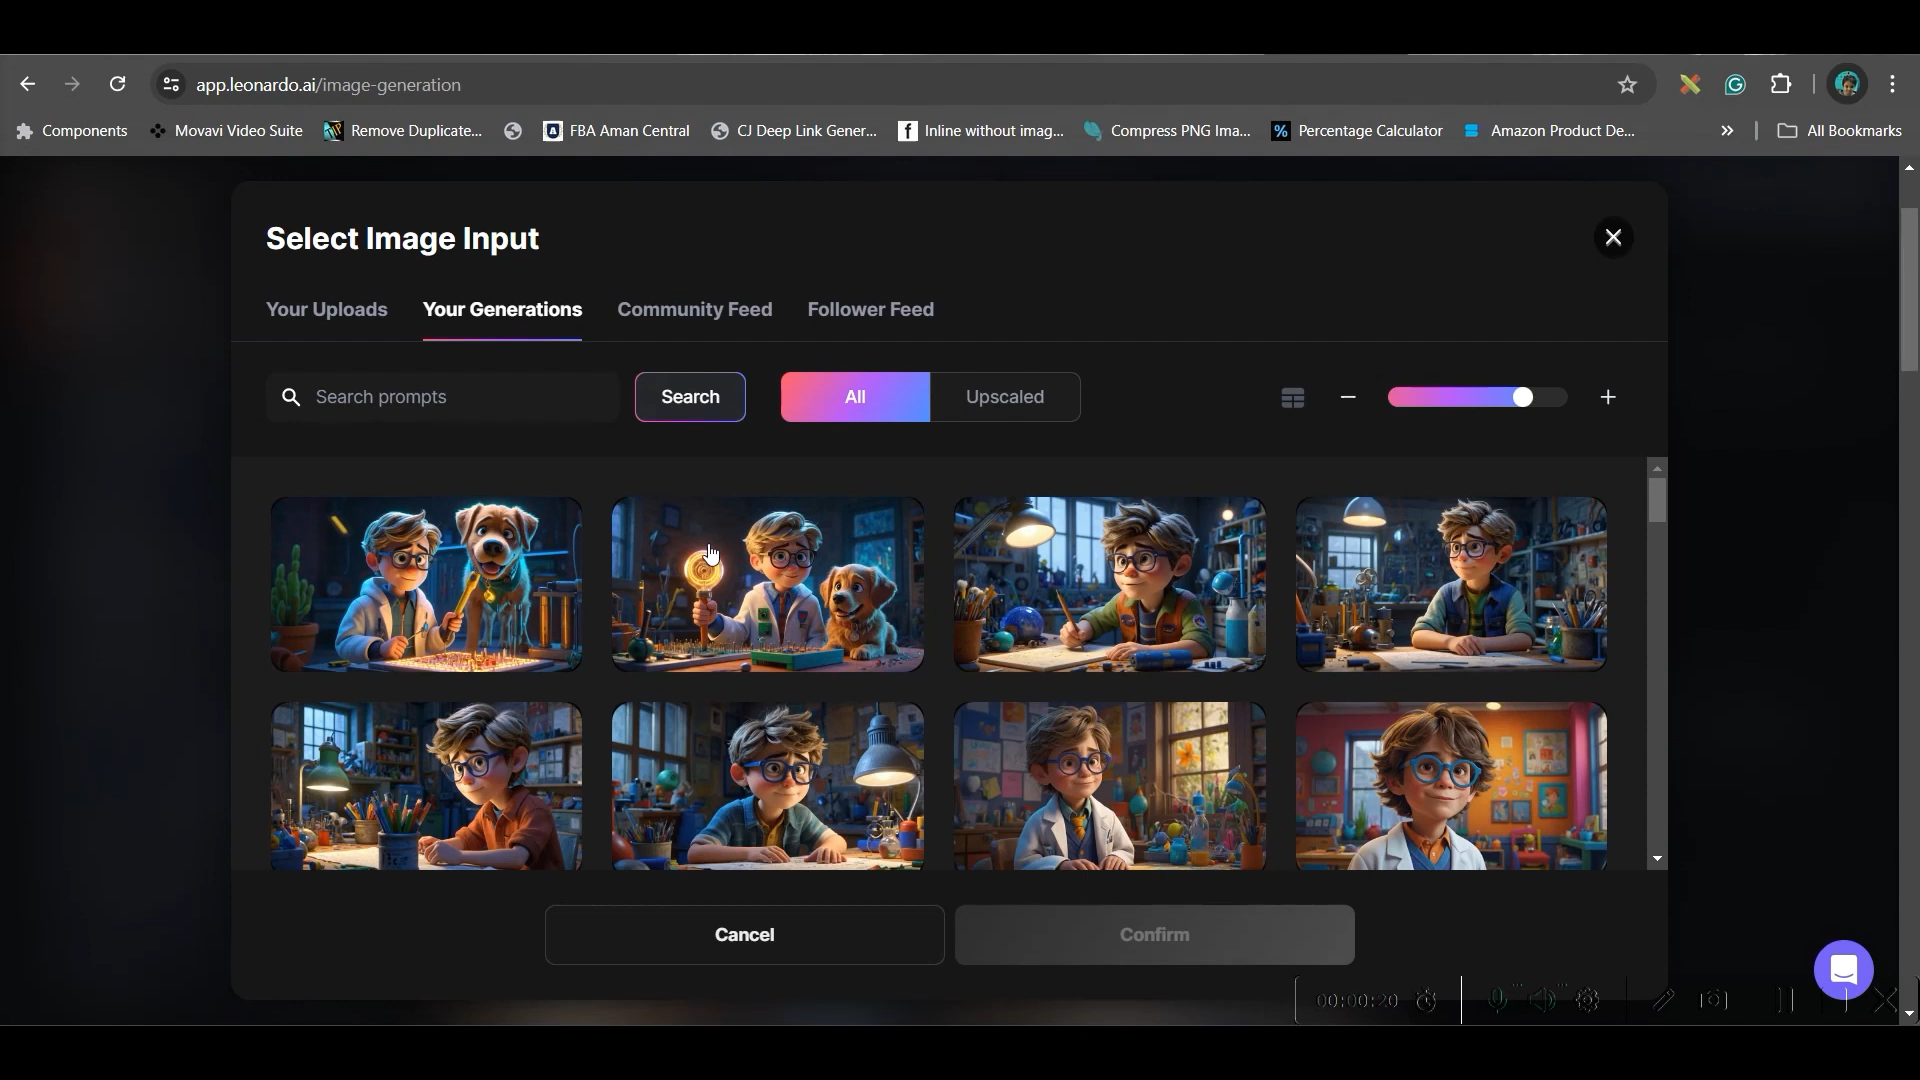 app.leonardo.ai/image-generation
Components Movavi Video Suite Remove Duplicate... FBA Aman Central CJ Deep Link Gener... Inline without imag... Compress PNG Ima... Percentage Calculator Amazon Product De... All Bookmarks
Select Image Input
Your Uploads Your Generations Community Feed Follower Feed
Search prompts Search All Upscaled
Cancel Confirm
00:00:20